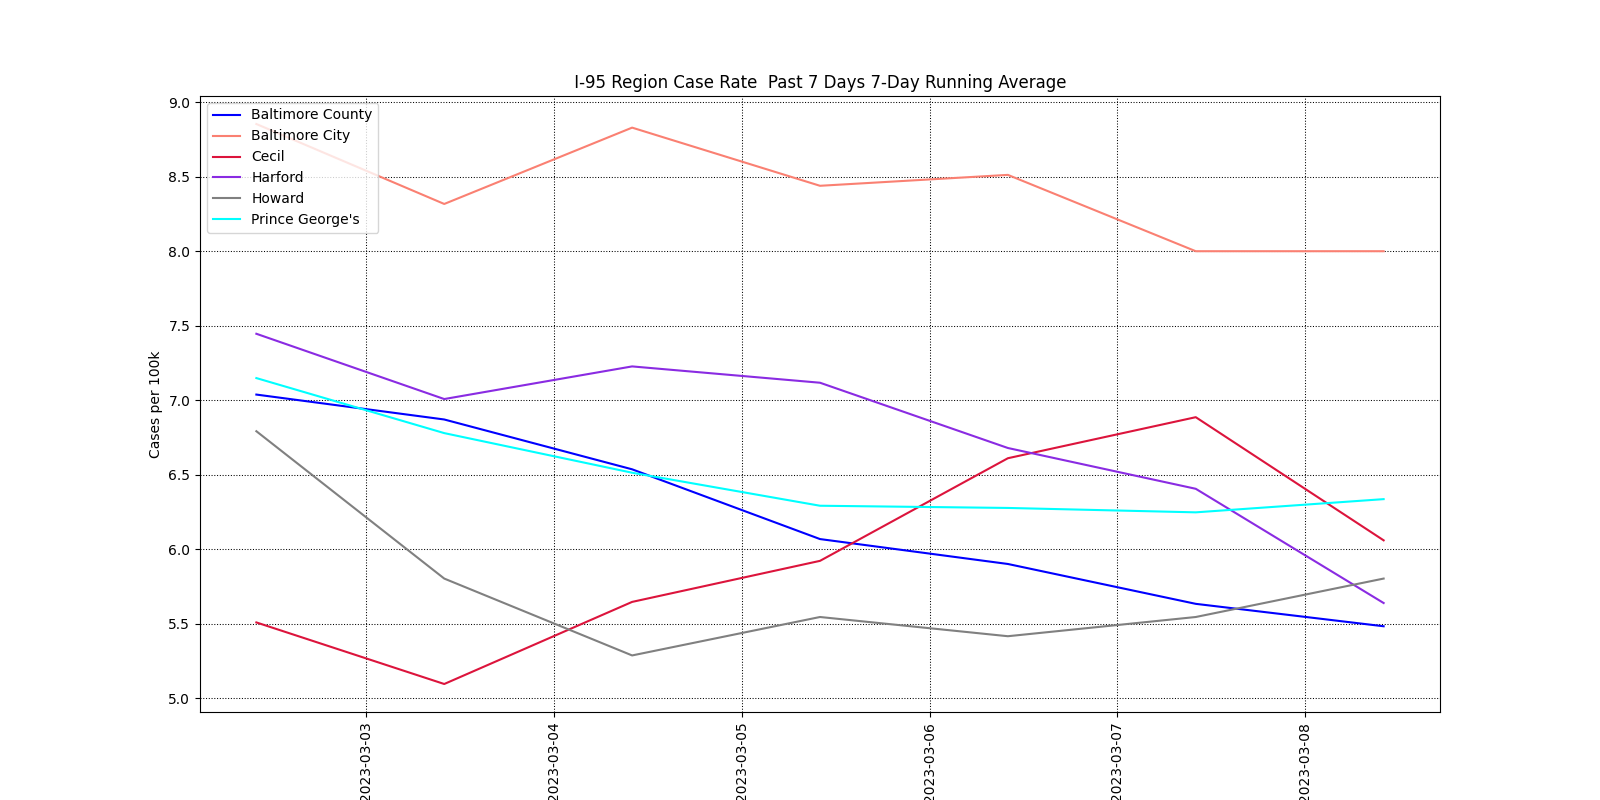 I-95 Region Case Rate  Past 7 Days 7-Day Running Average
Baltimore County
Baltimore City
Cecil
Harford
Howard
Prince George's
Cases per 100k
9.0
8.5
8.0
7.5
7.0
6.5
6.0
5.5
5.0
2023-03-03
2023-03-04
2023-03-05
2023-03-06
2023-03-07
2023-03-08